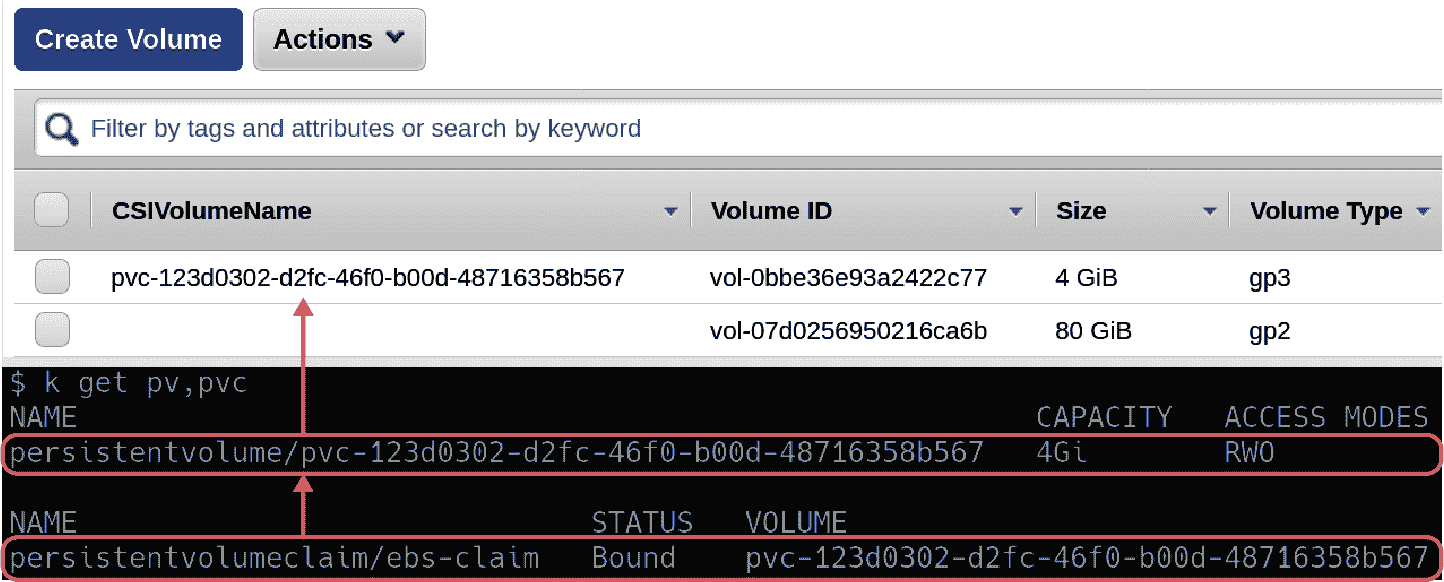 Create Volume Actions
Filter by tags and attributes or search by keyword
CSIVolumeName Volume ID Size Volume Type
pvc-123d0302-d2fc-46f0-b00d-48716358b567 vol-0bbe36e93a2422c77 4 GiB gp3
vol-07d0256950216ca6b 80 GiB gp2
$ k get pv,pvc
NAME CAPACITY ACCESS MODES
persistentvolume/pvc-123d0302-d2fc-46f0-b00d-48716358b567 4Gi RWO
NAME STATUS VOLUME
persistentvolumeclaim/ebs-claim Bound pvc-123d0302-d2fc-46f0-b00d-48716358b567